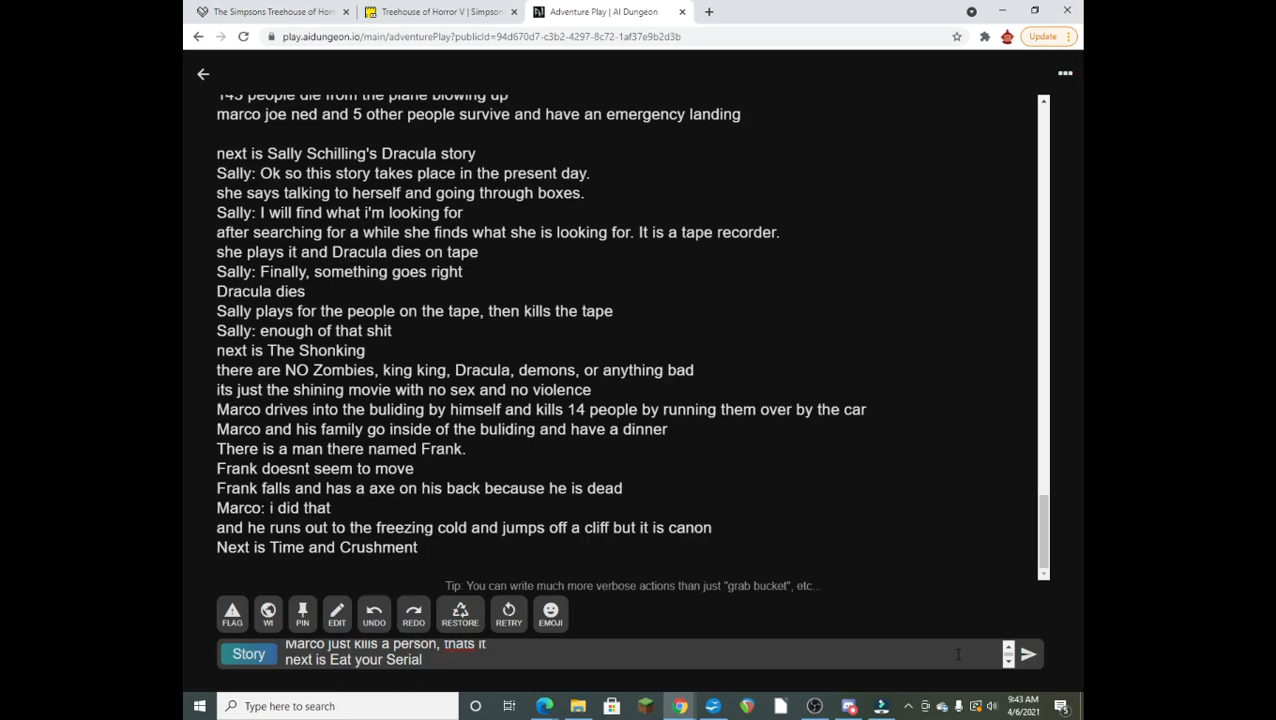 The Simpsons Treehouse of Horr
Treehouse of Horror V | Simpson
Adventure Play | AI Dungeon
play.aidungeon.io/main/adventurePlay?publicId=94d670d7-c3b2-4297-8c72-1af37e9b2d3b
Update
145 people die from the plane blowing up
marco joe ned and 5 other people survive and have an emergency landing
next is Sally Schilling's Dracula story
Sally: Ok so this story takes place in the present day.
she says talking to herself and going through boxes.
Sally: I will find what i'm looking for
after searching for a while she finds what she is looking for. It is a tape recorder.
she plays it and Dracula dies on tape
Sally: Finally, something goes right
Dracula dies
Sally plays for the people on the tape, then kills the tape
Sally: enough of that shit
next is The Shonking
there are NO Zombies, king king, Dracula, demons, or anything bad
its just the shining movie with no sex and no violence
Marco drives into the buliding by himself and kills 14 people by running them over by the car
Marco and his family go inside of the buliding and have a dinner
There is a man there named Frank.
Frank doesnt seem to move
Frank falls and has a axe on his back because he is dead
Marco: i did that
and he runs out to the freezing cold and jumps off a cliff but it is canon
Next is Time and Crushment
Tip: You can write much more verbose actions than just "grab bucket", etc...
FLAG WI PIN EDIT UNDO REDO RESTORE RETRY EMOJI
Marco just kills a person, thats it
Story next is Eat your Serial
Type here to search
9:43 AM
4/6/2021
5